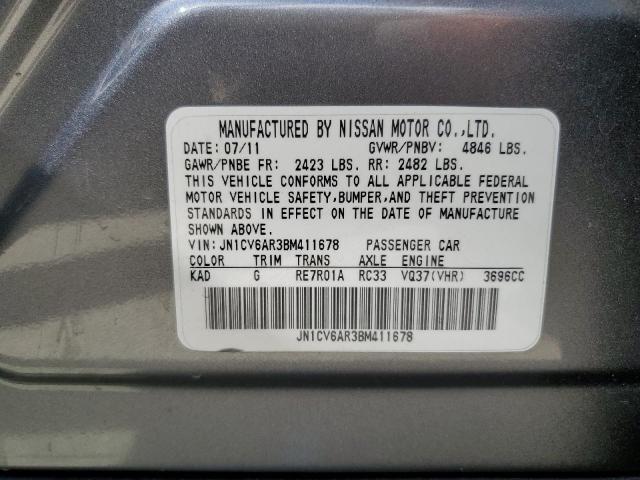 MANUFACTURED BY NISSAN MOTOR CO.,LTD.
DATE: 07/11 GVWR/PNBV: 4846 LBS.
GAWR/PNBE FR: 2423 LBS. RR: 2482 LBS.
THIS VEHICLE CONFORMS TO ALL APPLICABLE FEDERAL
MOTOR VEHICLE SAFETY,BUMPER,AND THEFT PREVENTION
STANDARDS IN EFFECT ON THE DATE OF MANUFACTURE
SHOWN ABOVE.
VIN: JN1CV6AR3BM411678 PASSENGER CAR
COLOR TRIM TRANS AXLE ENGINE
KAD G RE7R01A RC33 VQ37(VHR) 3696CC
JN1CV6AR3BM411678